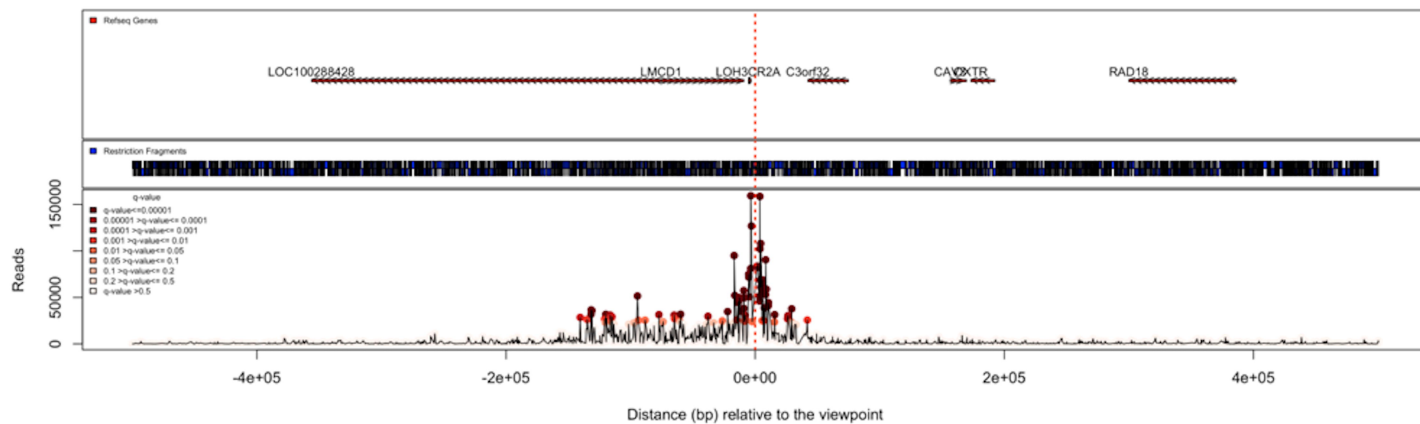 Refseq Genes
LOC100288428 LMCD1 LOH3CR2A C3orf32 OXTR RAD18
Restriction Fragments
q-value
q-value<=0.00001
0.00001 >q-value<= 0.0001
0.0001 >q-value<= 0.001
0.001 >q-value<= 0.01
0.01 >q-value<= 0.05
0.05 >q-value<= 0.1
0.1 >q-value<= 0.2
0.2 >q-value<= 0.5
q-value >0.5
Reads
150000
50000
0
-4e+05 -2e+05 0e+00 2e+05 4e+05
Distance (bp) relative to the viewpoint